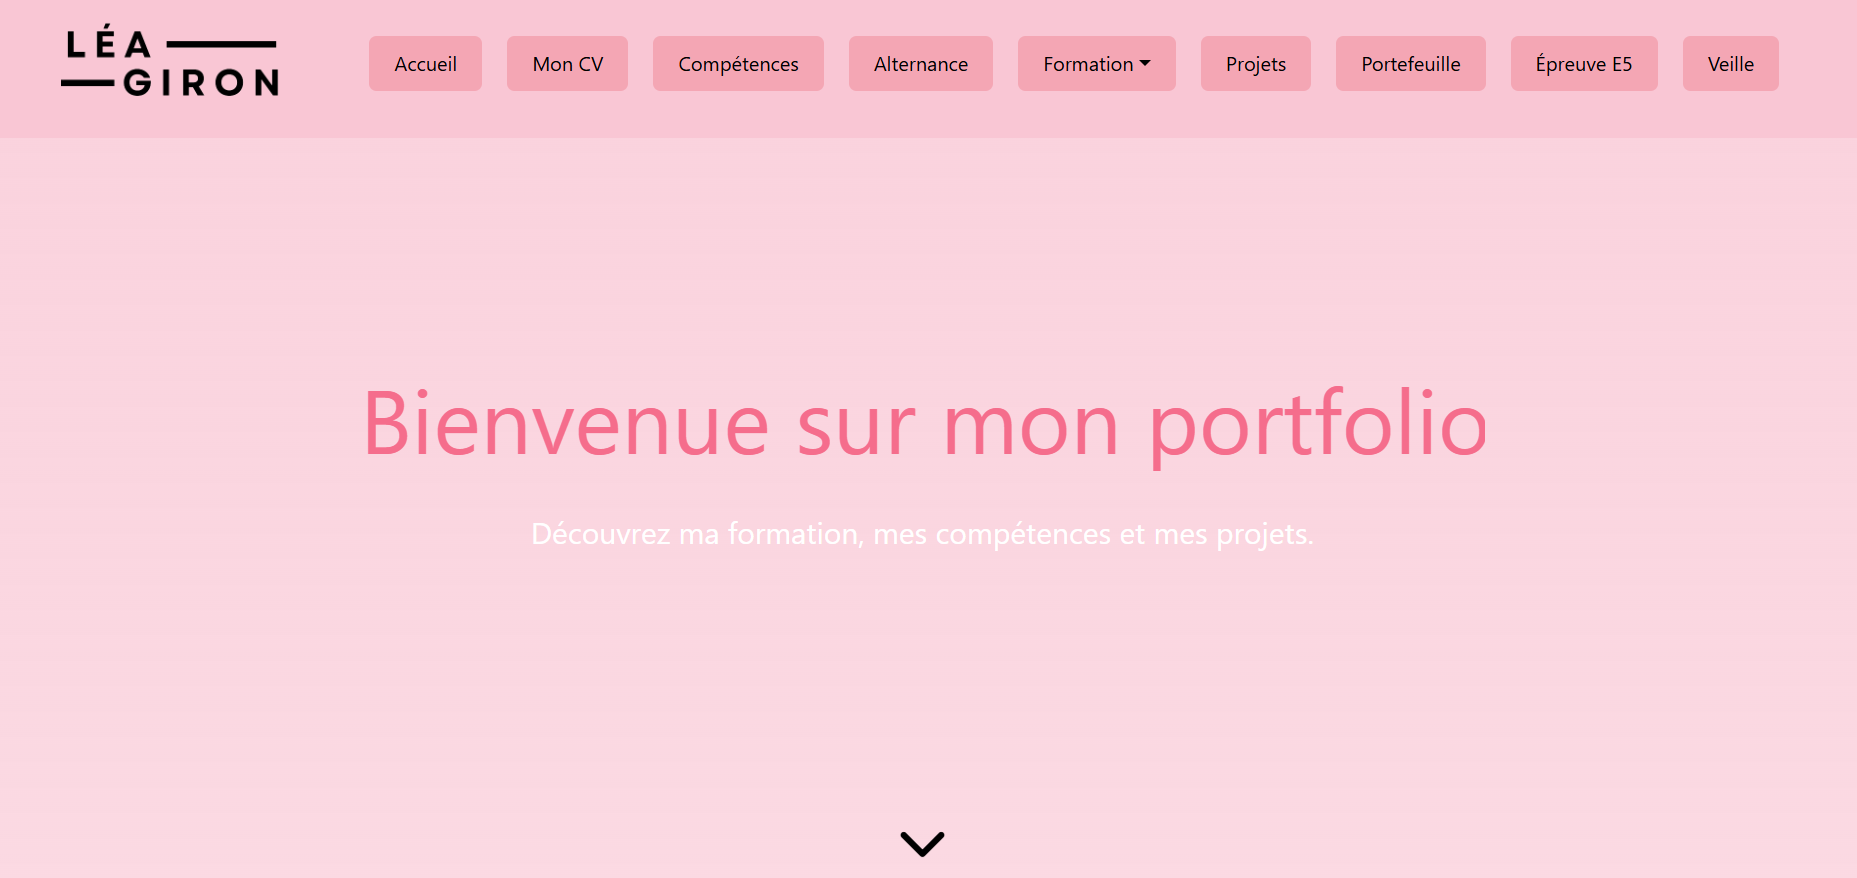 LÉA
GIRON
Accueil
Mon CV
Compétences
Alternance
Formation
Projets
Portefeuille
Épreuve E5
Veille
Bienvenue sur mon portfolio
Découvrez ma formation, mes compétences et mes projets.